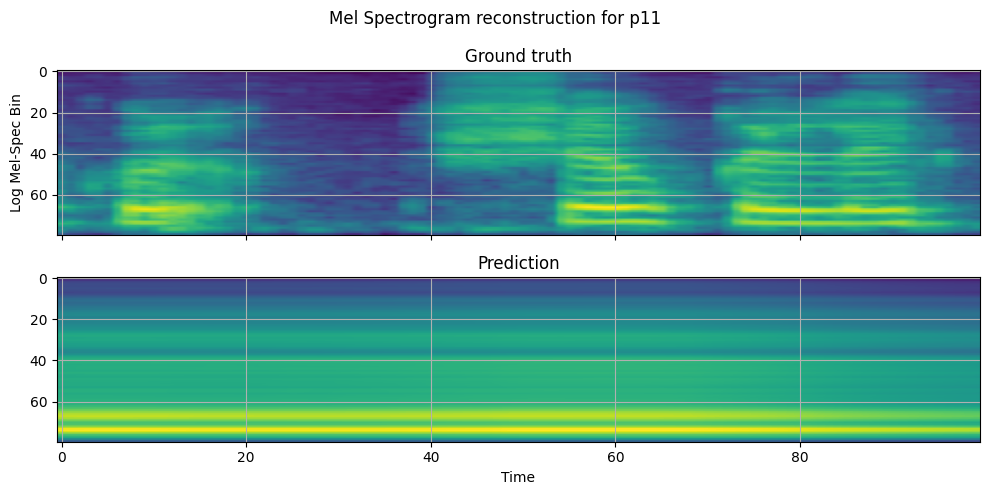 Mel Spectrogram reconstruction for p11
Ground truth
Log Mel-Spec Bin
0
20
40
60
Prediction
0
20
40
60
0 20 40 60 80
Time